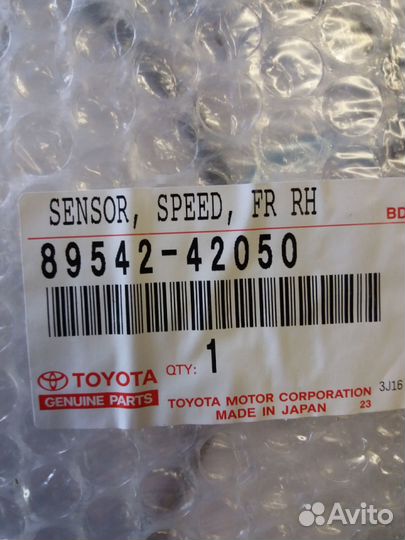 SENSOR, SPEED, FR RH
BD
89542-42050
TOYOTA
GENUINE PARTS
QTY: 1
TOYOTA MOTOR CORPORATION
3J16
MADE IN JAPAN
23
Avito